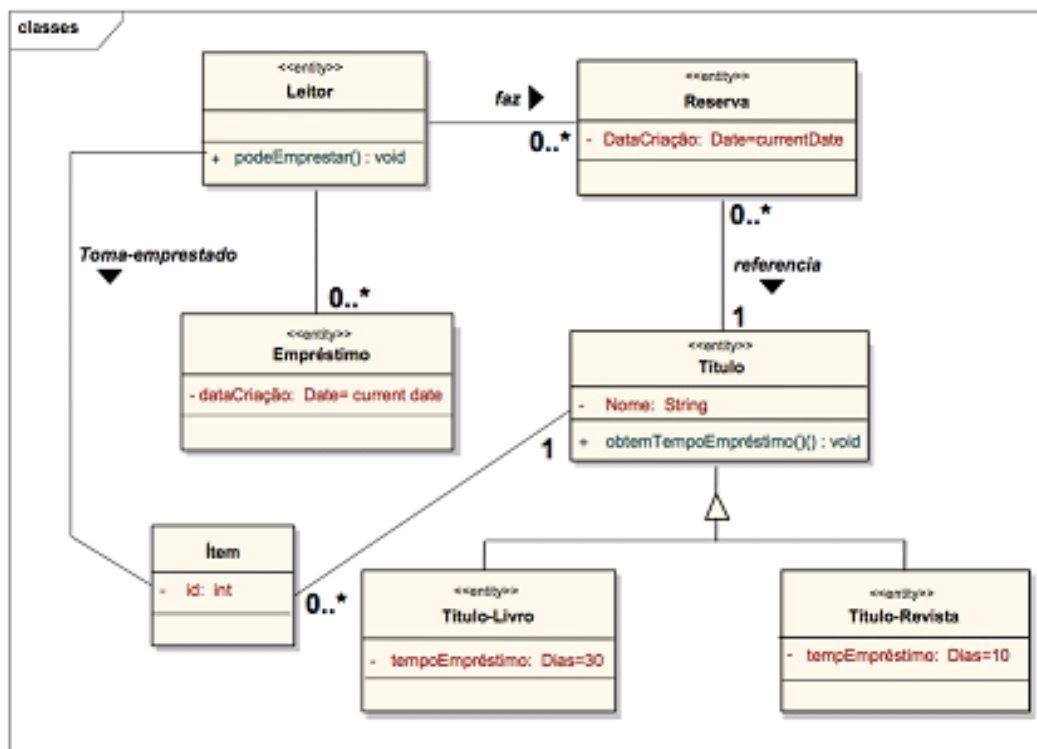 classes
<<entity>>
Leitor
+ podeEmprestar() : void
faz
0..*
<<entity>>
Reserva
- DataCriação: Date=currentDate
Toma-emprestado
0..*
0..*
referencia
1
<<entity>>
Empréstimo
- dataCriação: Date= current date
<<entity>>
Título
- Nome: String
+ obtemTempoEmpréstimo()() : void
1
Ítem
- id: int
0..*
<<entity>>
Título-Livro
- tempoEmpréstimo: Dias=30
<<entity>>
Título-Revista
- tempEmpréstimo: Dias=10